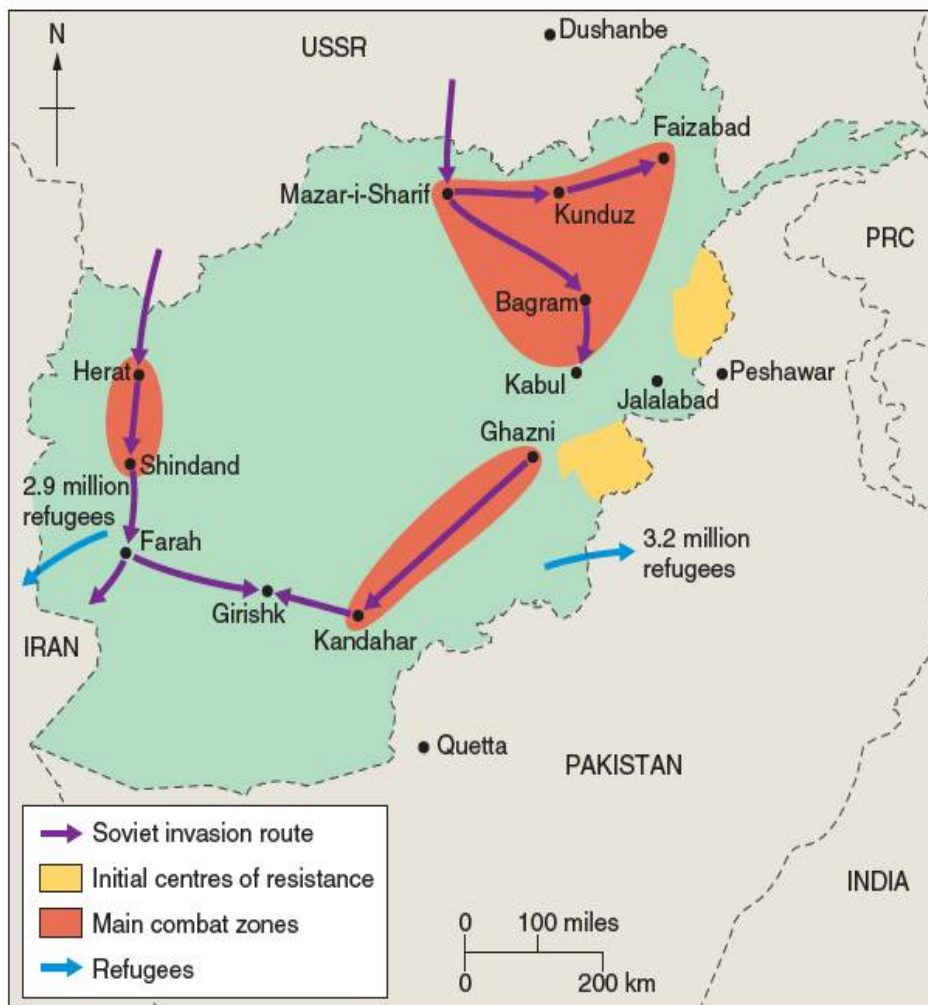 N
USSR
Dushanbe
Faizabad
Mazar-i-Sharif
Kunduz
PRC
Bagram
Herat
Kabul
Jalalabad
Peshawar
Ghazni
Shindand
2.9 million
refugees
Farah
3.2 million
refugees
Girishk
Kandahar
IRAN
Quetta
PAKISTAN
Soviet invasion route
Initial centres of resistance
Main combat zones
Refugees
INDIA
0 100 miles
0 200 km